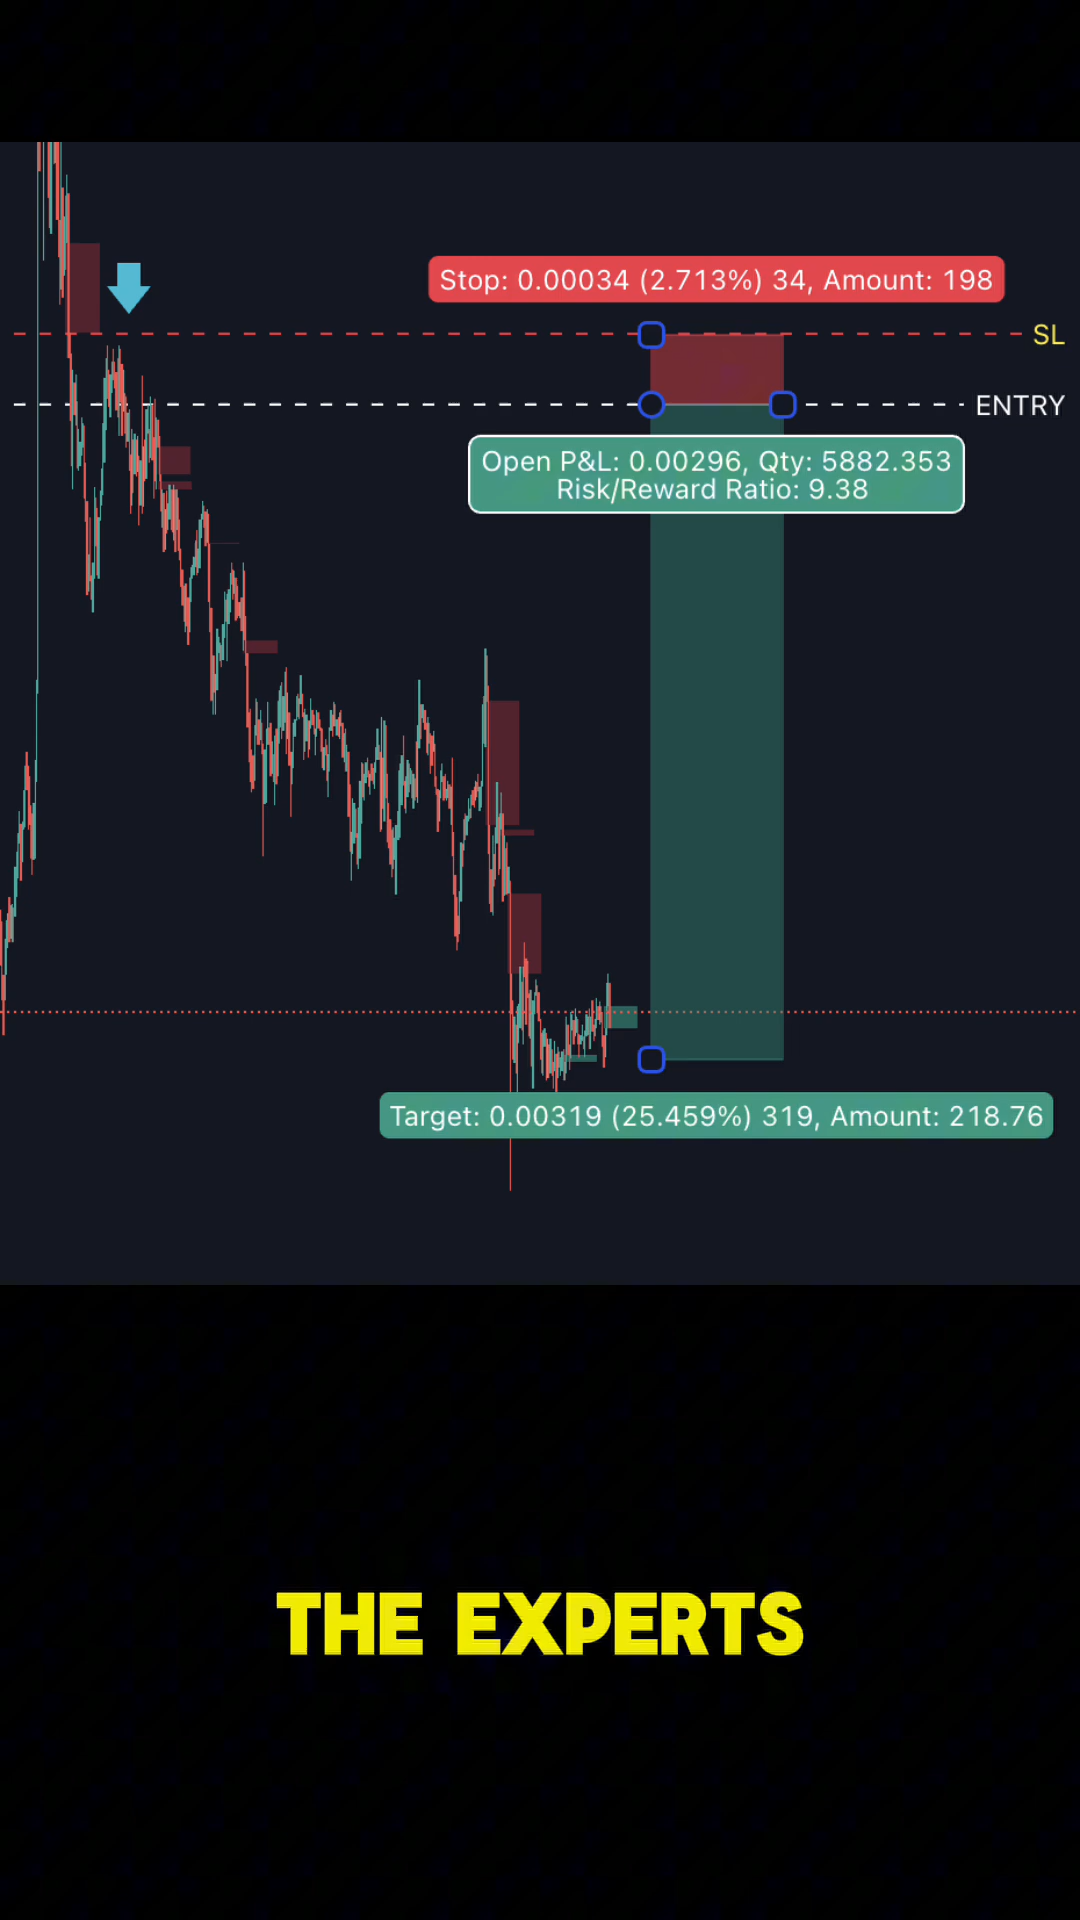 Stop: 0.00034 (2.713%) 34, Amount: 198
SL
ENTRY
Open P&L: 0.00296, Qty: 5882.353
Risk/Reward Ratio: 9.38
Target: 0.00319 (25.459%) 319, Amount: 218.76
THE EXPERTS